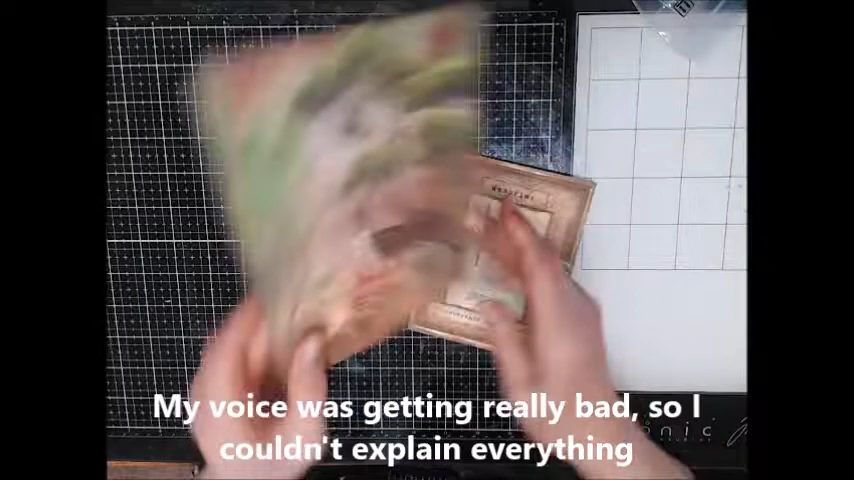 My voice was getting really bad, so I
couldn't explain everything